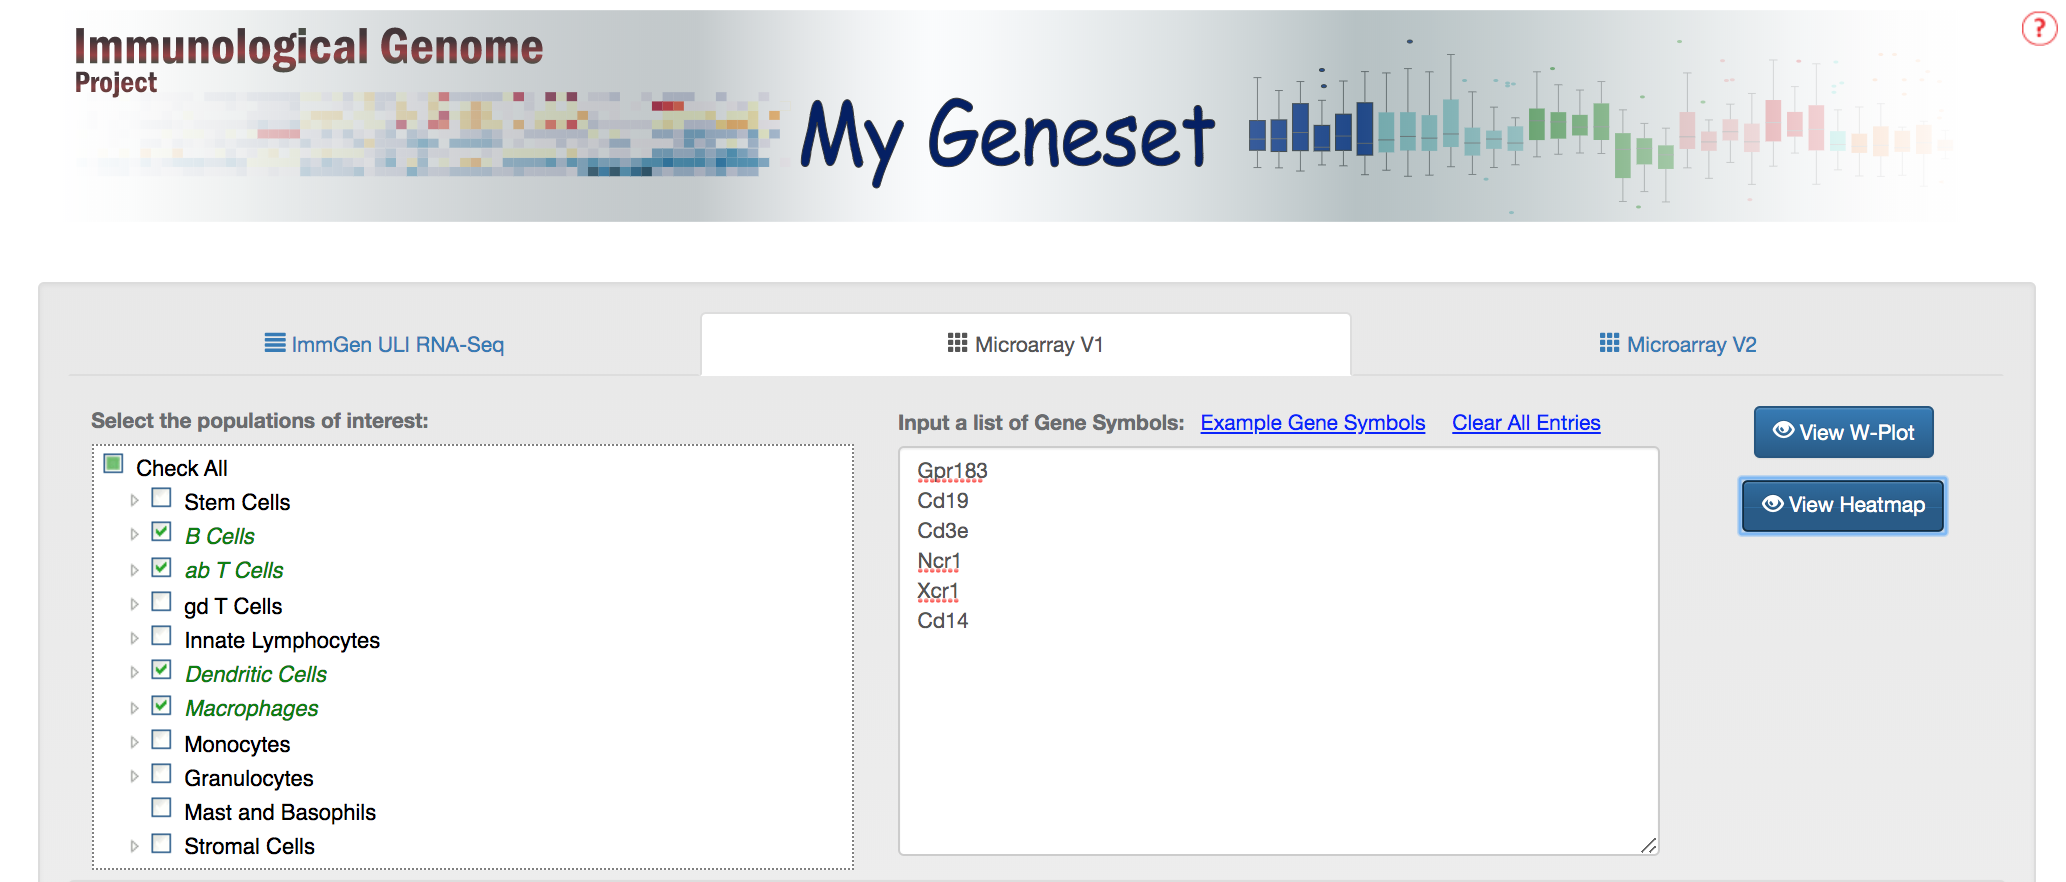 Immunological Genome
Project
?
My Geneset
ImmGen ULI RNA-Seq
Microarray V1
Microarray V2
Select the populations of interest:
Check All
Stem Cells
B Cells
ab T Cells
gd T Cells
Innate Lymphocytes
Dendritic Cells
Macrophages
Monocytes
Granulocytes
Mast and Basophils
Stromal Cells
Input a list of Gene Symbols: Example Gene Symbols Clear All Entries
Gpr183
Cd19
Cd3e
Ncr1
Xcr1
Cd14
View W-Plot
View Heatmap